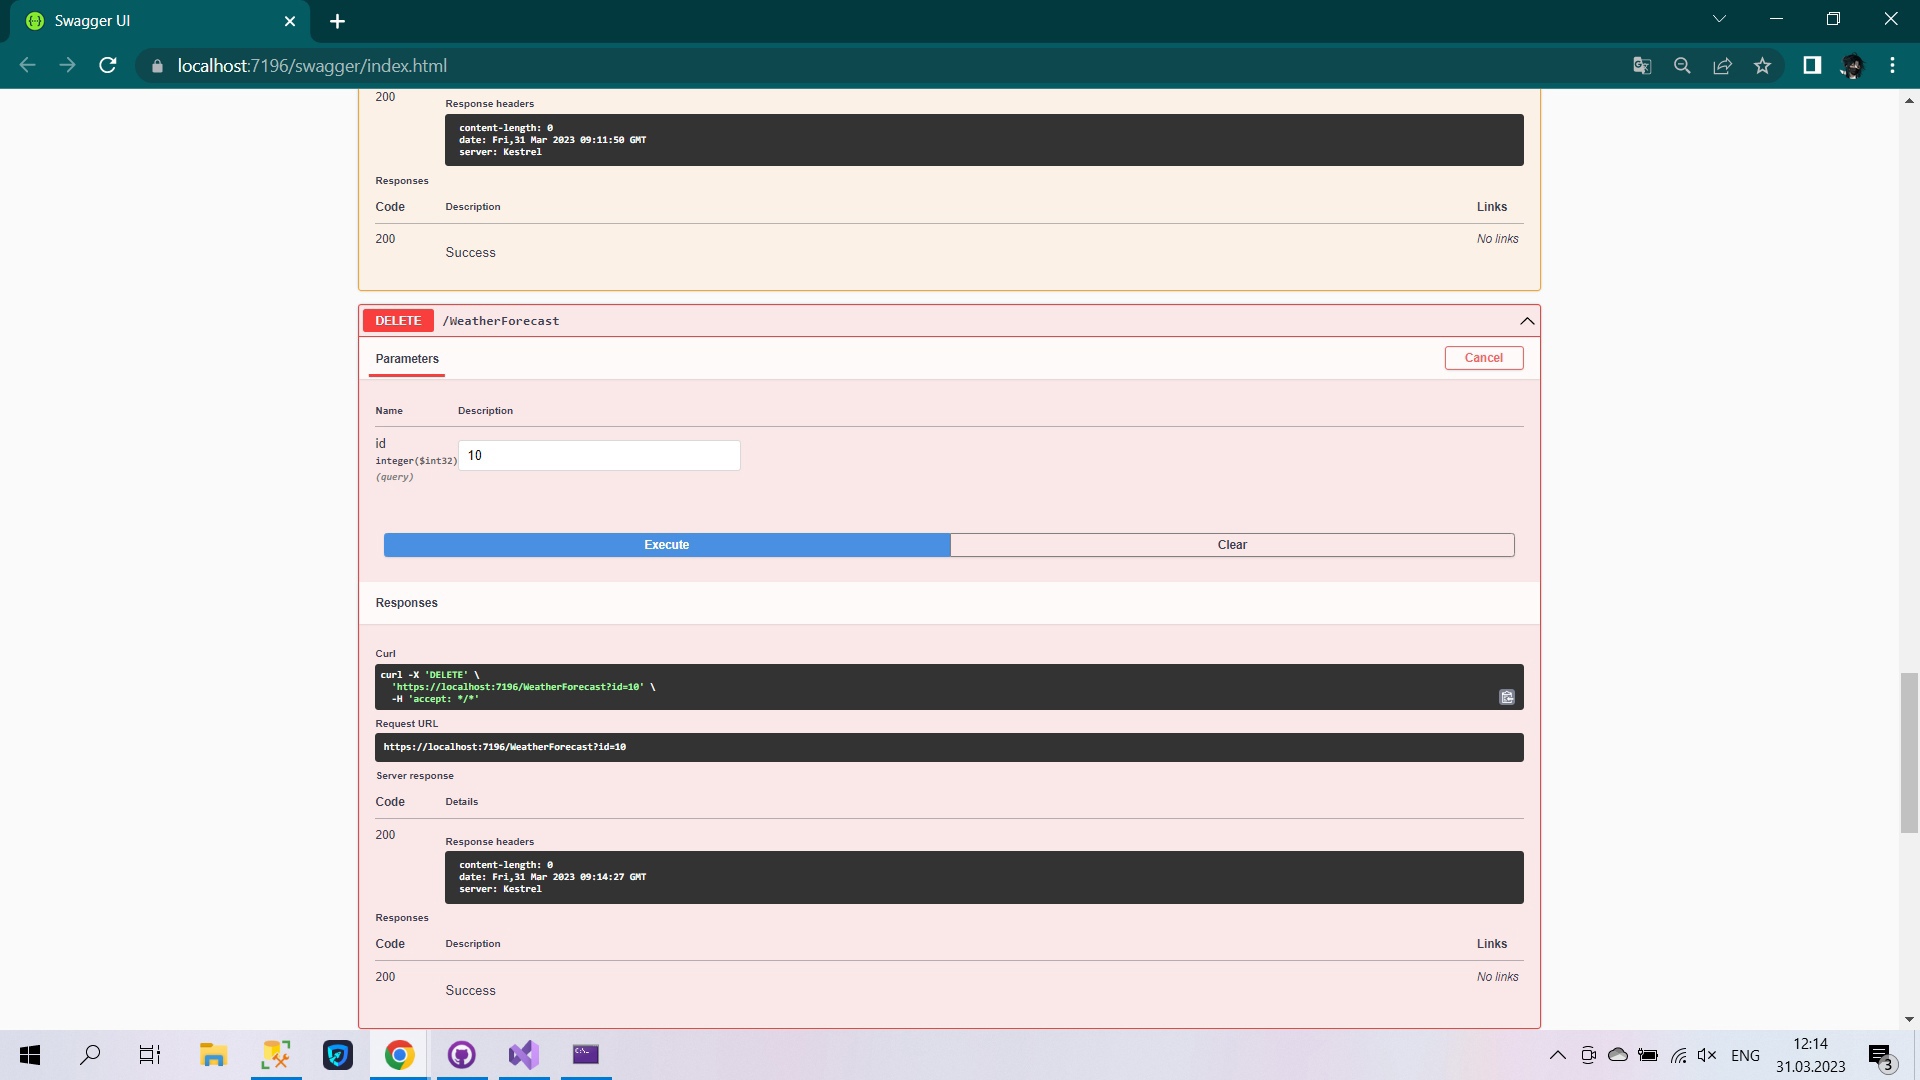 Swagger UI
localhost:7196/swagger/index.html
200
Response headers
content-length: 0
date: Fri,31 Mar 2023 09:11:50 GMT
server: Kestrel
Responses
Code Description Links
200 No links
Success
DELETE /WeatherForecast
Parameters Cancel
Name Description
id
integer($int32)
(query)
10
Execute Clear
Responses
Curl
curl -X 'DELETE' \
'https://localhost:7196/WeatherForecast?id=10' \
-H 'accept: */*'
Request URL
https://localhost:7196/WeatherForecast?id=10
Server response
Code Details
200
Response headers
content-length: 0
date: Fri,31 Mar 2023 09:14:27 GMT
server: Kestrel
Responses
Code Description Links
200 No links
Success
ENG
12:14
31.03.2023
3